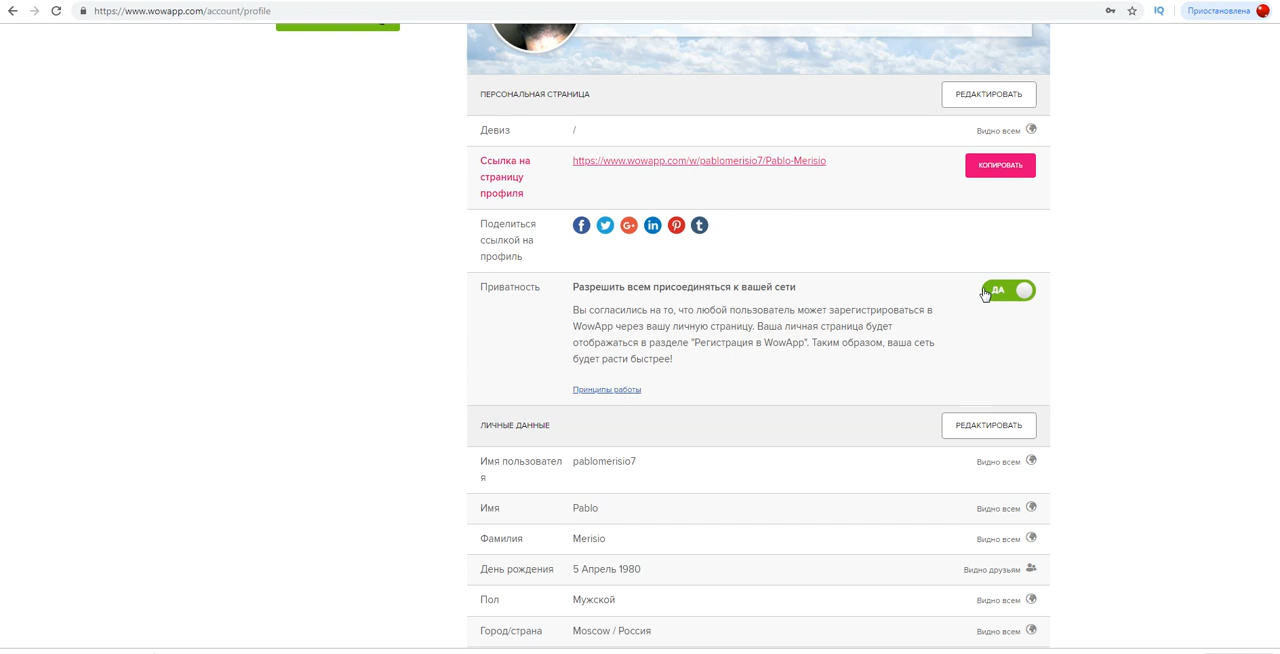 https://www.wowapp.com/account/profile
IQ
Приостановлена
ПЕРСОНАЛЬНАЯ СТРАНИЦА
РЕДАКТИРОВАТЬ
Девиз
/
Видно всем
Ссылка на
страницу
профиля
https://www.wowapp.com/w/pablomerisio7/Pablo-Merisio
КОПИРОВАТЬ
Поделиться
ссылкой на
профиль
Приватность
Разрешить всем присоединяться к вашей сети
ДА
Вы согласились на то, что любой пользователь может зарегистрироваться в
WowApp через вашу личную страницу. Ваша личная страница будет
отображаться в разделе "Регистрация в WowApp". Таким образом, ваша сеть
будет расти быстрее!
Принципы работы
ЛИЧНЫЕ ДАННЫЕ
РЕДАКТИРОВАТЬ
Имя пользовател
я
pablomerisio7
Видно всем
Имя
Pablo
Видно всем
Фамилия
Merisio
Видно всем
День рождения
5 Апрель 1980
Видно друзьям
Пол
Мужской
Видно всем
Город/страна
Moscow / Россия
Видно всем